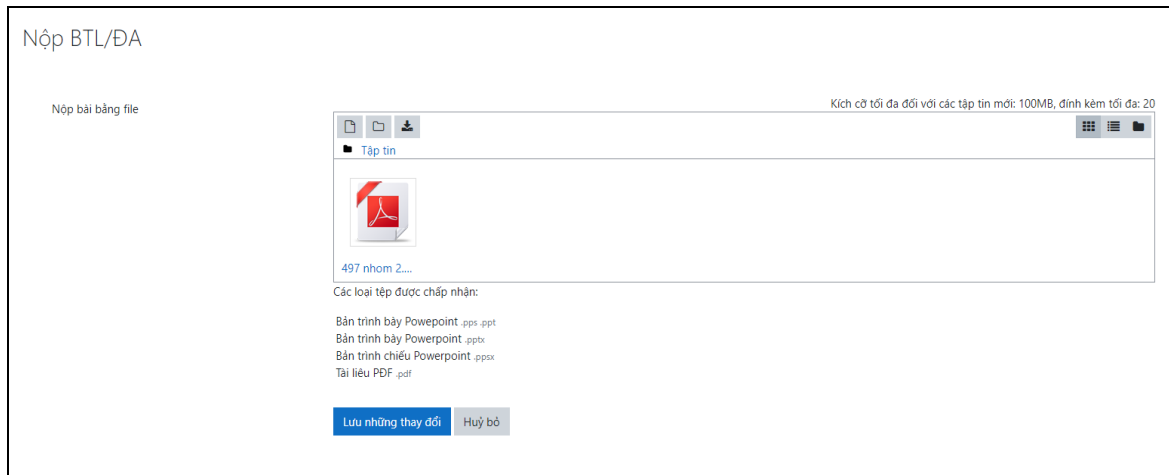 Nộp BTL/ĐA
Nộp bài bằng file
Kích cỡ tối đa đối với các tập tin mới: 100MB, đính kèm tối đa: 20
Tập tin
497 nhom 2....
Các loại tệp được chấp nhận:
Bản trình bày Powepoint .pps .ppt
Bản trình bày Powerpoint .pptx
Bản trình chiếu Powerpoint .ppsx
Tài liêu PĐF .pdf
Lưu những thay đổi
Huỷ bỏ